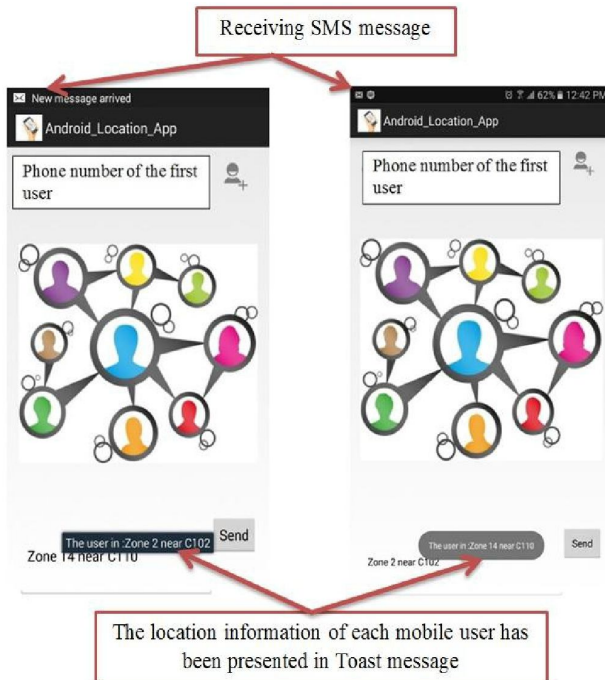 Receiving SMS message
New message arrived
Android_Location_App
Phone number of the first
user
The user in :Zone 2 near C102
Send
Zone 14 near C110
62% 12:42 PM
Android_Location_App
Phone number of the first
user
The user in :Zone 14 near C110
Send
Zone 2 near C102
The location information of each mobile user has
been presented in Toast message